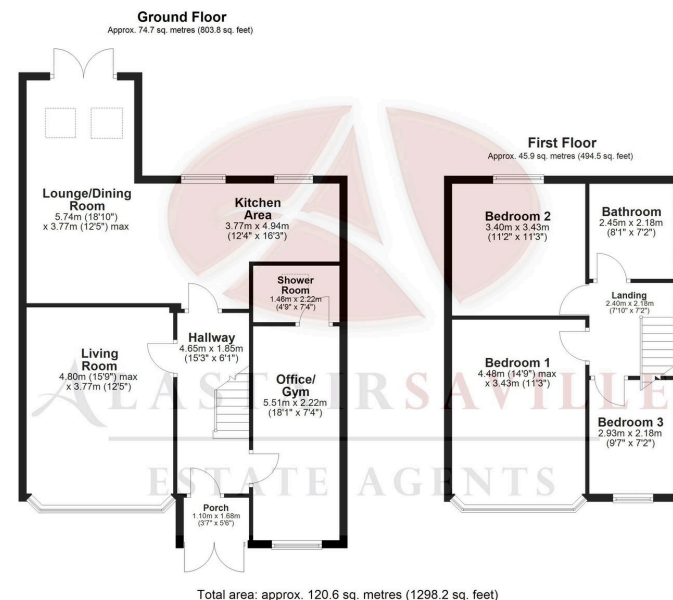 Ground Floor
Approx. 74.7 sq. metres (803.8 sq. feet)
Lounge/Dining
Room
5.74m (18'10")
x 3.77m (12'5") max
Kitchen
Area
3.77m x 4.94m
(12'4" x 16'3")
Shower
Room
1.46m x 2.22m
(4'9" x 7'4")
Hallway
4.65m x 1.85m
(15'3" x 6'1")
Living
Room
4.80m (15'9") max
x 3.77m (12'5")
Office/
Gym
5.51m x 2.22m
(18'1" x 7'4")
Porch
1.10m x 1.68m
(3'7" x 5'6")
First Floor
Approx. 45.9 sq. metres (494.5 sq. feet)
Bedroom 2
3.40m x 3.43m
(11'2" x 11'3")
Bathroom
2.45m x 2.18m
(8'1" x 7'2")
Landing
2.40m x 2.18m
(7'10" x 7'2")
Bedroom 1
4.48m (14'9") max
x 3.43m (11'3")
Bedroom 3
2.93m x 2.18m
(9'7" x 7'2")
ALASTAIRSAVILLE
ESTATE AGENTS
Total area: approx. 120.6 sq. metres (1298.2 sq. feet)